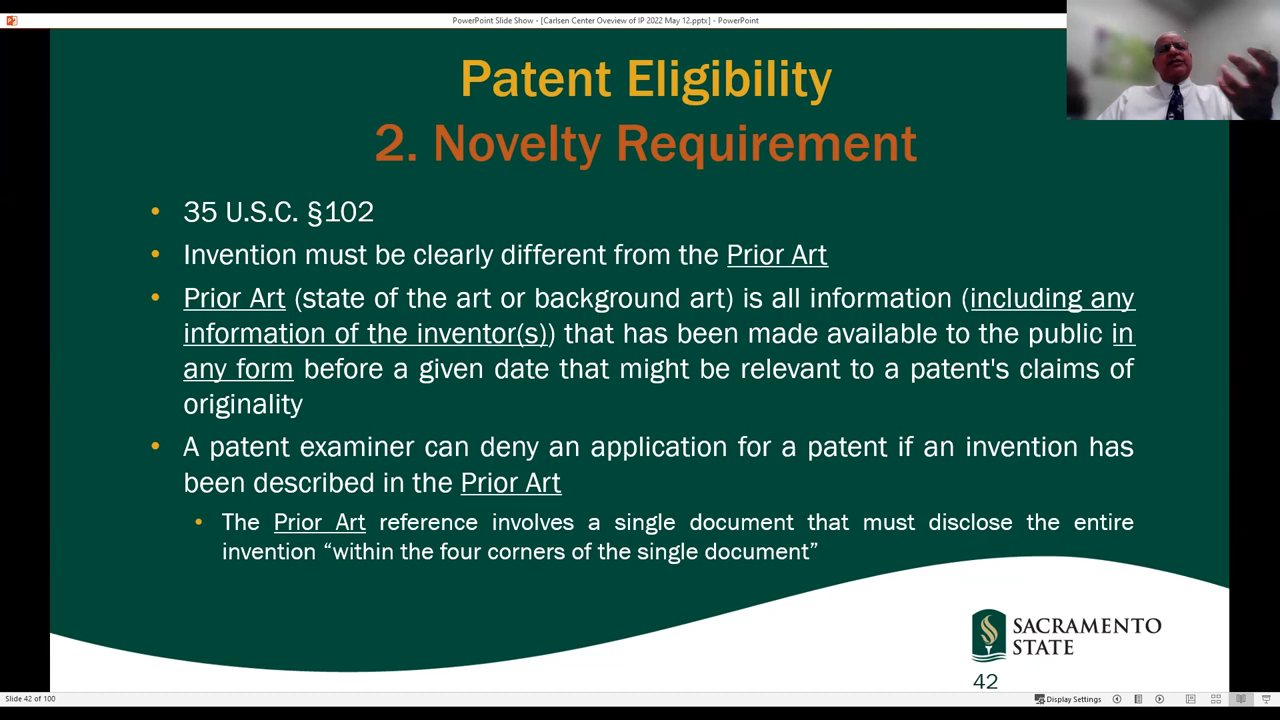 PowerPoint Slide Show - [Carlsen Center Oveview of IP 2022 May 12.pptx] - PowerPoint
Patent Eligibility
2. Novelty Requirement
• 35 U.S.C. §102
• Invention must be clearly different from the Prior Art
• Prior Art (state of the art or background art) is all information (including any
information of the inventor(s)) that has been made available to the public in
any form before a given date that might be relevant to a patent's claims of
originality
• A patent examiner can deny an application for a patent if an invention has
been described in the Prior Art
• The Prior Art reference involves a single document that must disclose the entire
invention “within the four corners of the single document”
SACRAMENTO
STATE
42
Slide 42 of 100
Display Settings